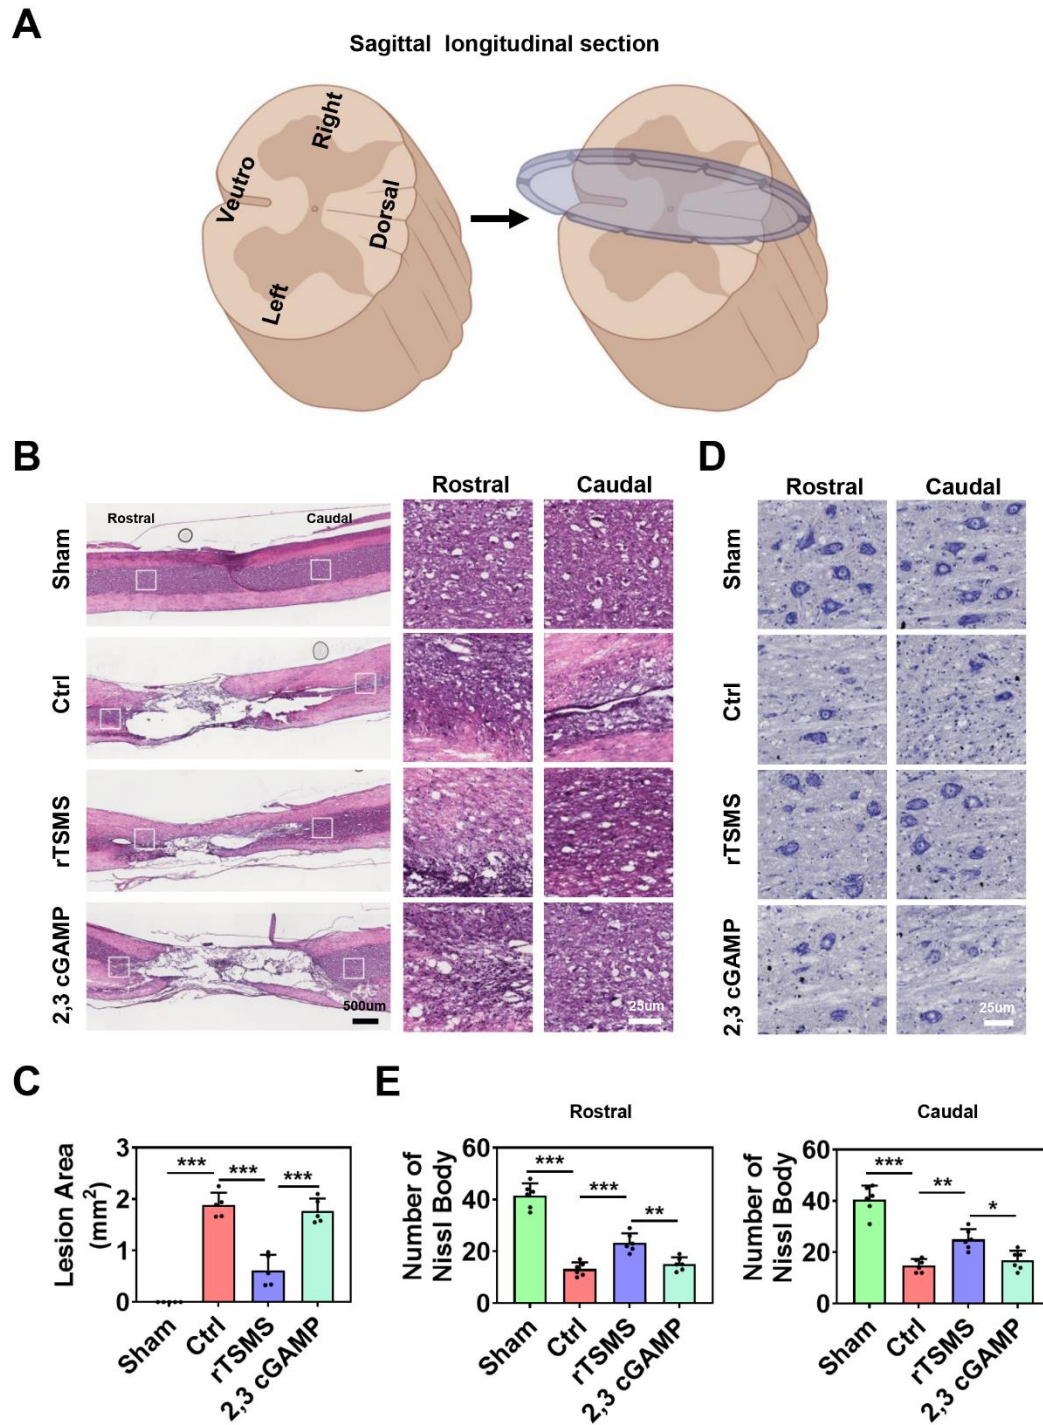 A
Sagittal longitudinal section
Right
Veutro
Dorsal
Left
B
Rostral Caudal
Rostral Caudal
Sham
Ctrl
rTSMS
2,3 cGAMP
500um
25um
D
Rostral Caudal
Sham
Ctrl
rTSMS
2,3 cGAMP
25um
C
Lesion Area
(mm²)
3
2
1
0
*** *** ***
Sham Ctrl rTSMS 2,3 cGAMP
E
Rostral
Number of
Nissl Body
60
40
20
0
*** *** **
Sham Ctrl rTSMS 2,3 cGAMP
Caudal
Number of
Nissl Body
60
40
20
0
*** ** *
Sham Ctrl rTSMS 2,3 cGAMP